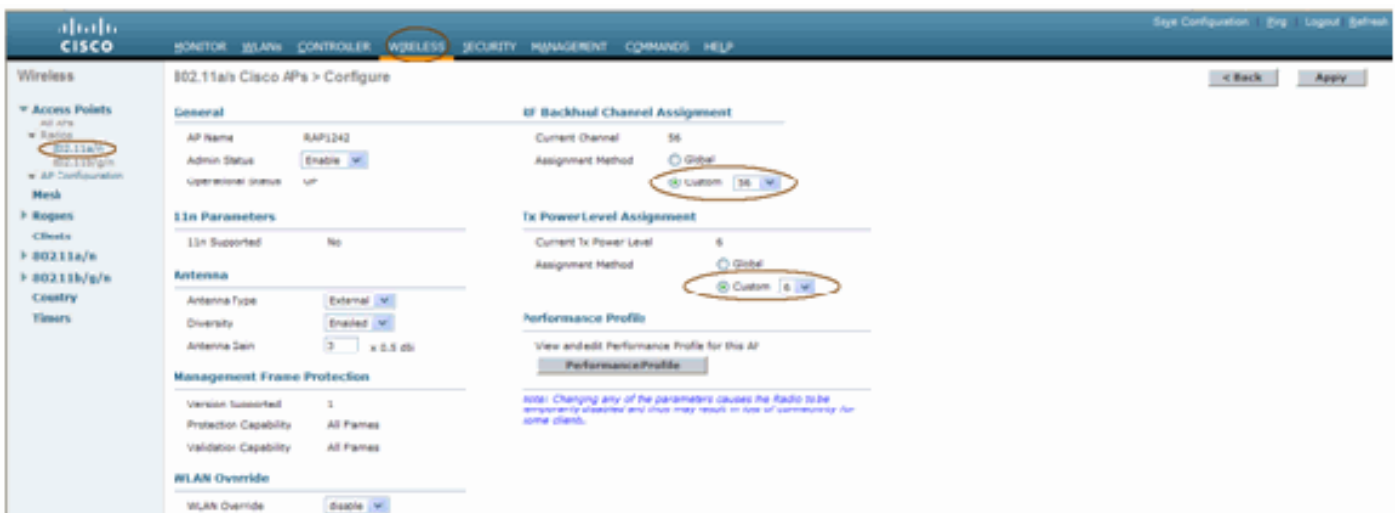 Save Configuration | Ping | Logout | Refresh
CISCO
MONITOR WLANs CONTROLLER WIRELESS SECURITY MANAGEMENT COMMANDS HELP
Wireless
802.11a/n Cisco APs > Configure
< Back
Apply
Access Points
All APs
Radios
802.11a/n
802.11b/g/n
AP Configuration
Mesh
Rogues
Clients
802.11a/n
802.11b/g/n
Country
Timers
General
AP Name RAP1242
Admin Status Enable
Operational Status UP
11n Parameters
11n Supported No
Antenna
Antenna Type External
Diversity Enabled
Antenna Gain 3 x 0.5 dBi
Management Frame Protection
Version Supported 1
Protection Capability All Frames
Validation Capability All Frames
WLAN Override
WLAN Override disable
RF Backhaul Channel Assignment
Current Channel 56
Assignment Method Global
Custom 56
Tx Power Level Assignment
Current Tx Power Level 6
Assignment Method Global
Custom 6
Performance Profile
View and edit Performance Profile for this AP
Performance Profile
Note: Changing any of the parameters causes the Radio to be
temporarily disabled and thus may result in loss of connectivity for
some clients.